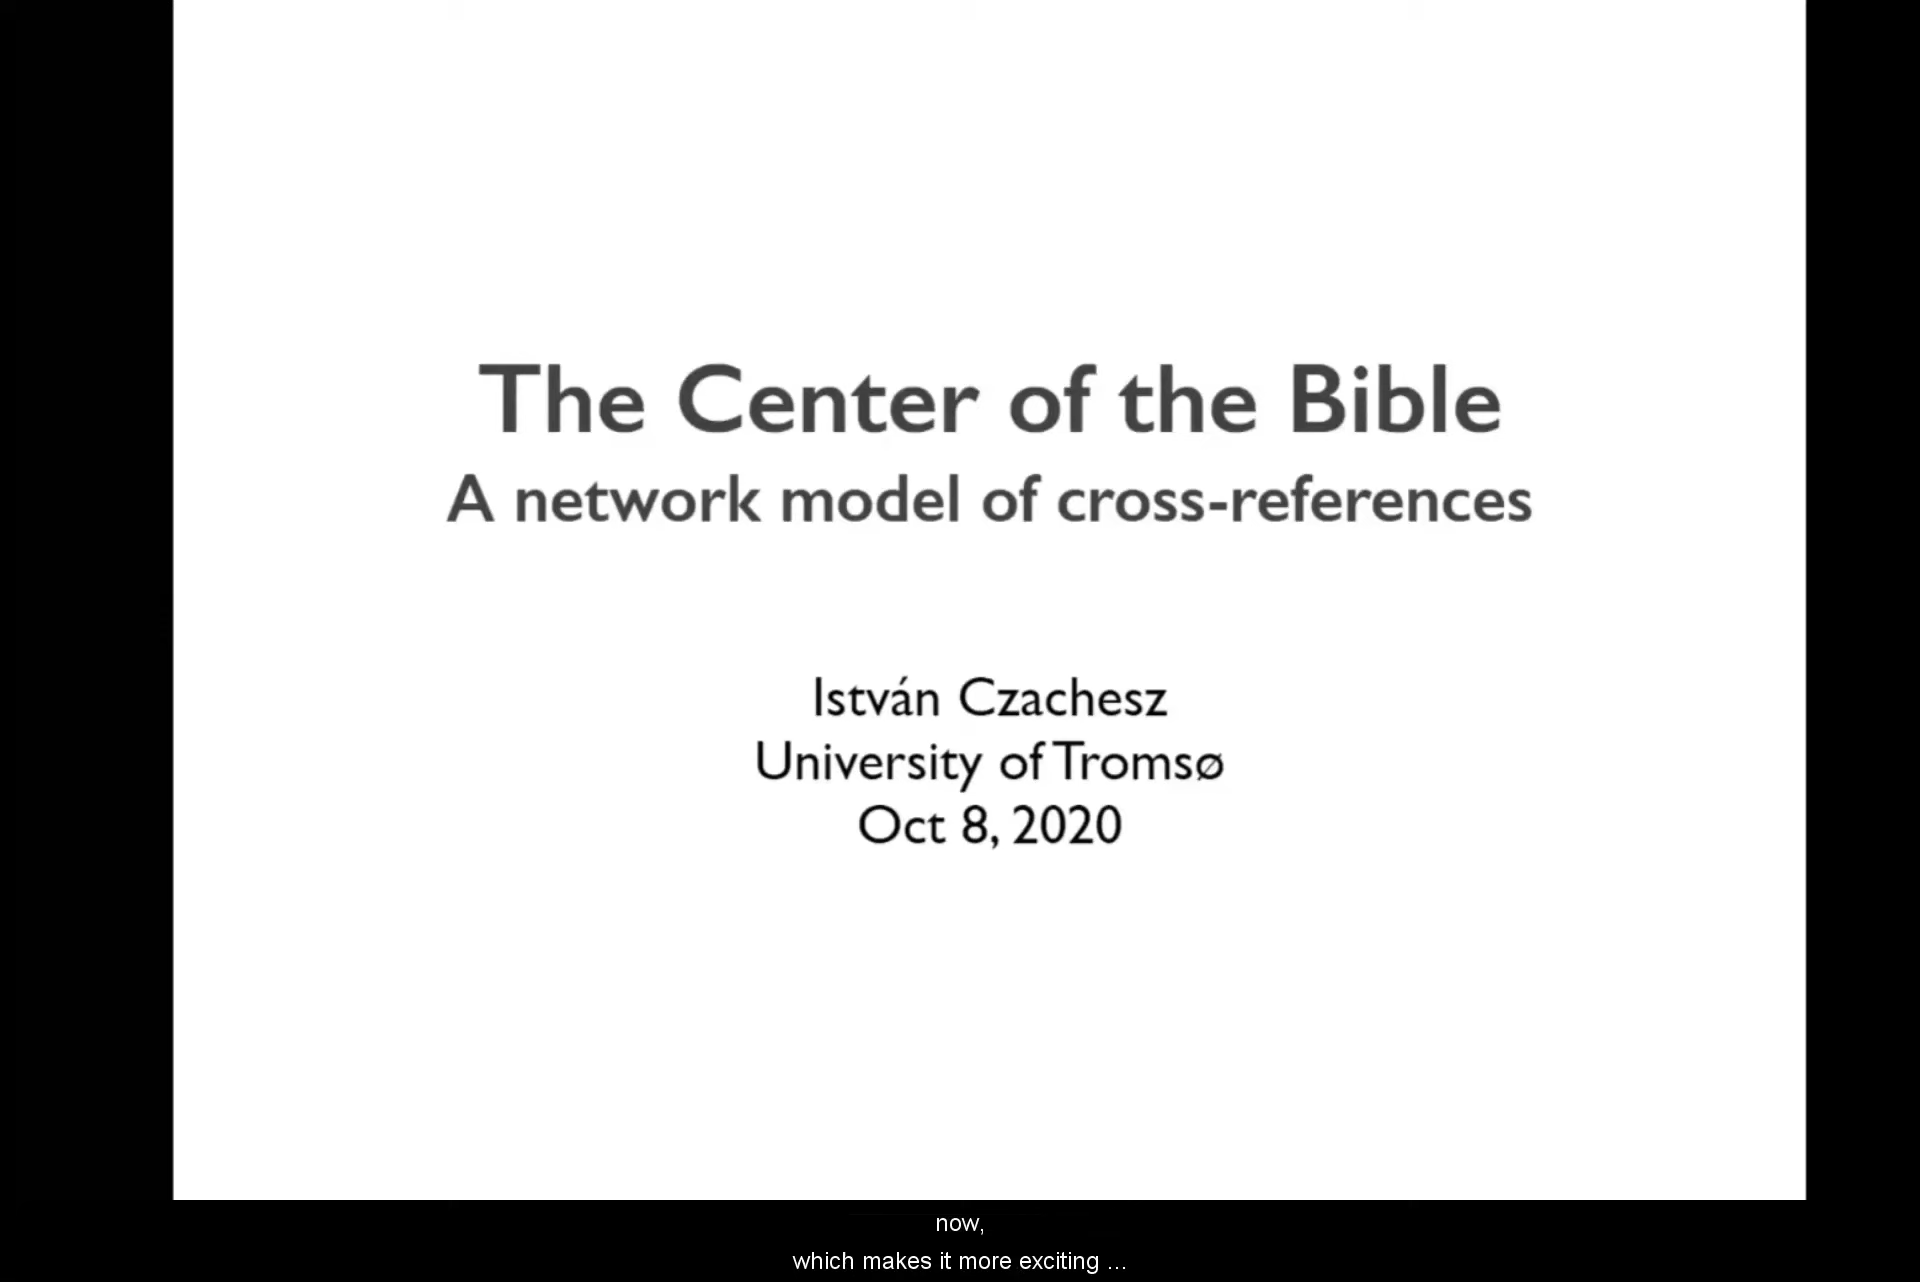 The Center of the Bible
A network model of cross-references
István Czachesz
University of Tromsø
Oct 8, 2020
now,
which makes it more exciting ...